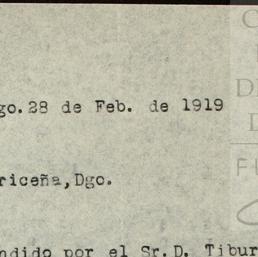 go.28 de Feb. de 1919
riceña,Dgo.
ndido por el Sr.D. Tibur